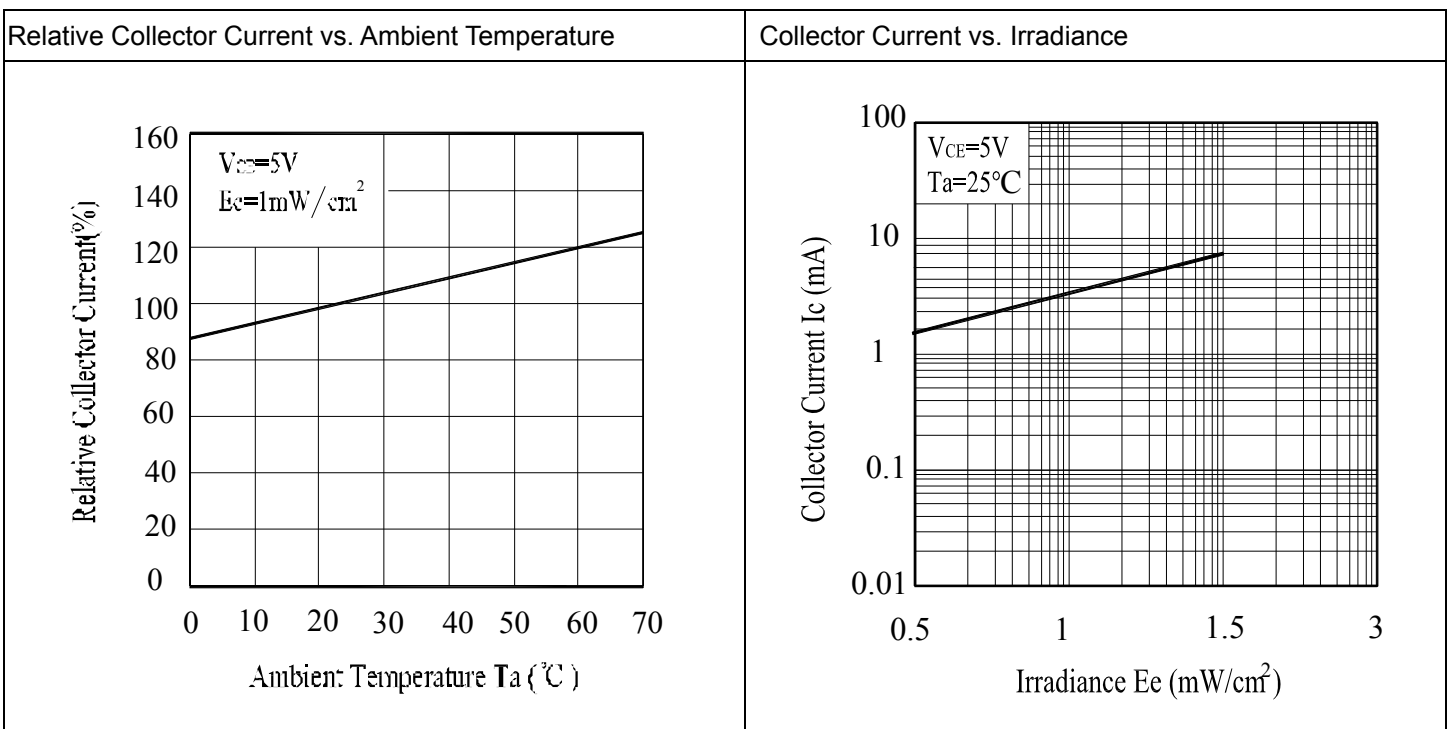 Relative Collector Current vs. Ambient Temperature
Collector Current vs. Irradiance
160
140
120
100
80
60
40
20
0
0 10 20 30 40 50 60 70
VCE=5V
Ee=1mW/cm²
Relative Collector Current(%)
Ambient Temperature Ta (℃)
100
10
1
0.1
0.01
0.5 1 1.5 3
VCE=5V
Ta=25℃
Collector Current Ic (mA)
Irradiance Ee (mW/cm²)